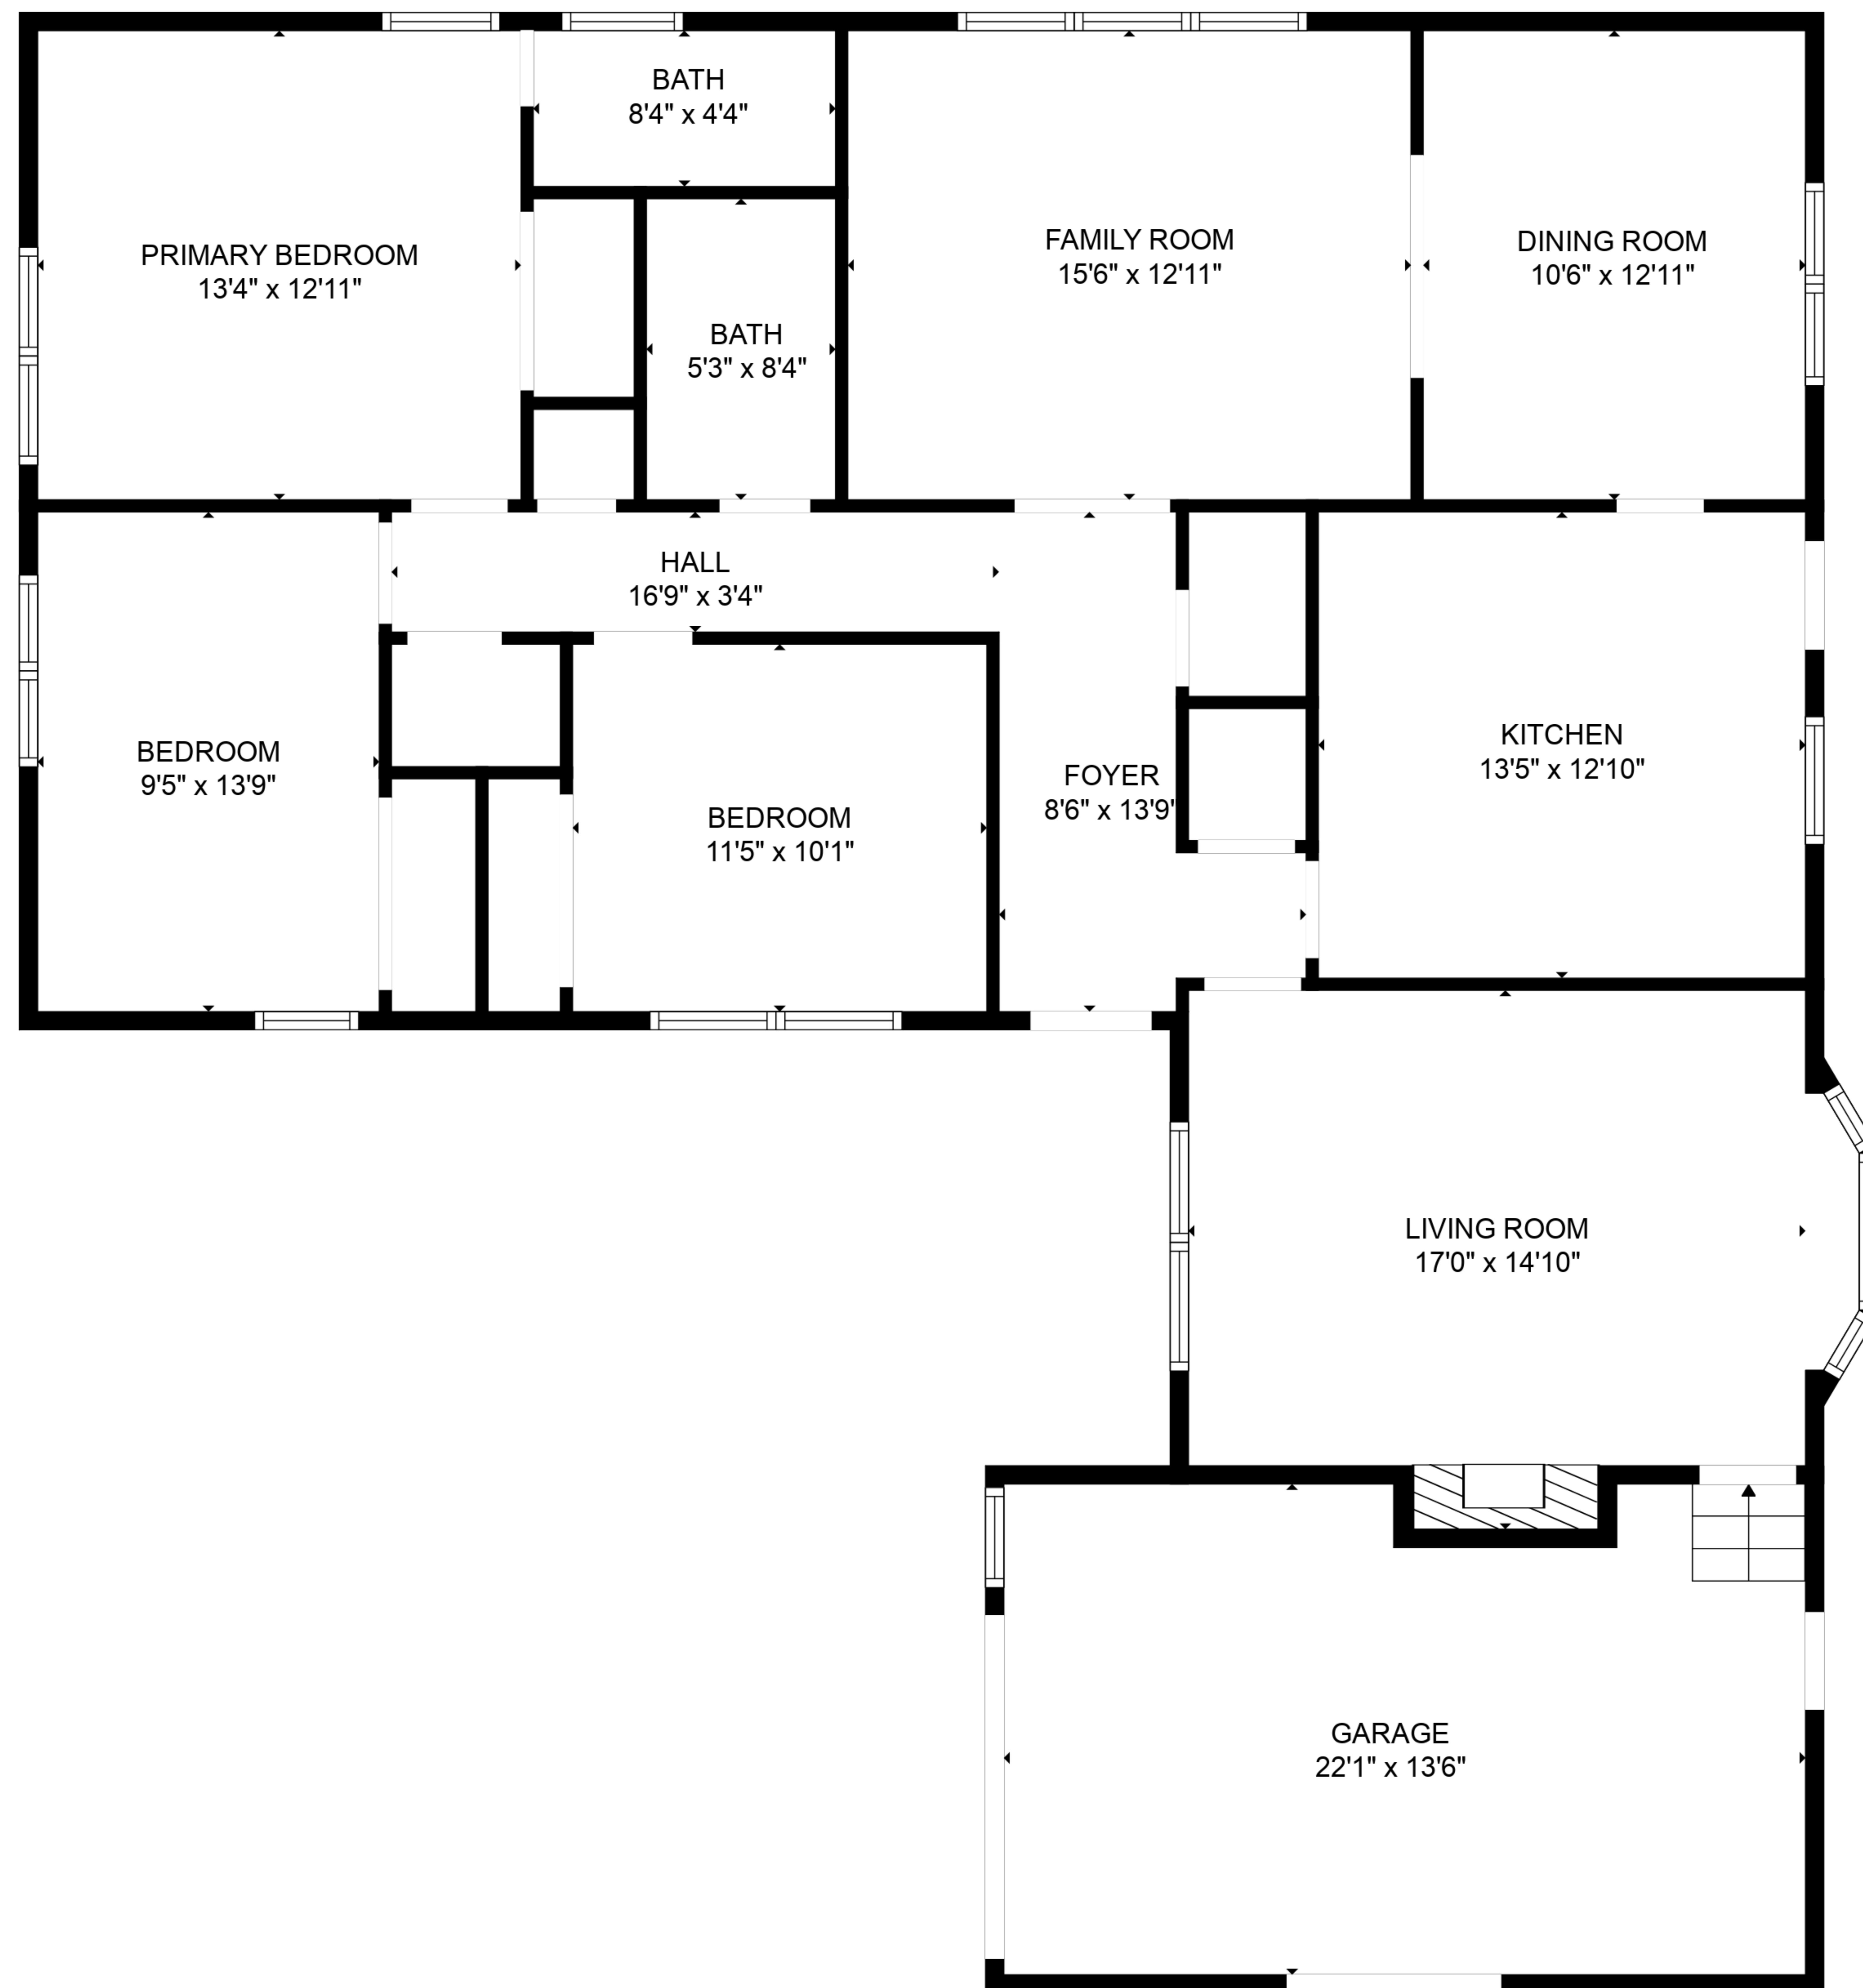 BATH
8'4" x 4'4"
PRIMARY BEDROOM
13'4" x 12'11"
FAMILY ROOM
15'6" x 12'11"
DINING ROOM
10'6" x 12'11"
BATH
5'3" x 8'4"
HALL
16'9" x 3'4"
BEDROOM
9'5" x 13'9"
BEDROOM
11'5" x 10'1"
FOYER
8'6" x 13'9"
KITCHEN
13'5" x 12'10"
LIVING ROOM
17'0" x 14'10"
GARAGE
22'1" x 13'6"